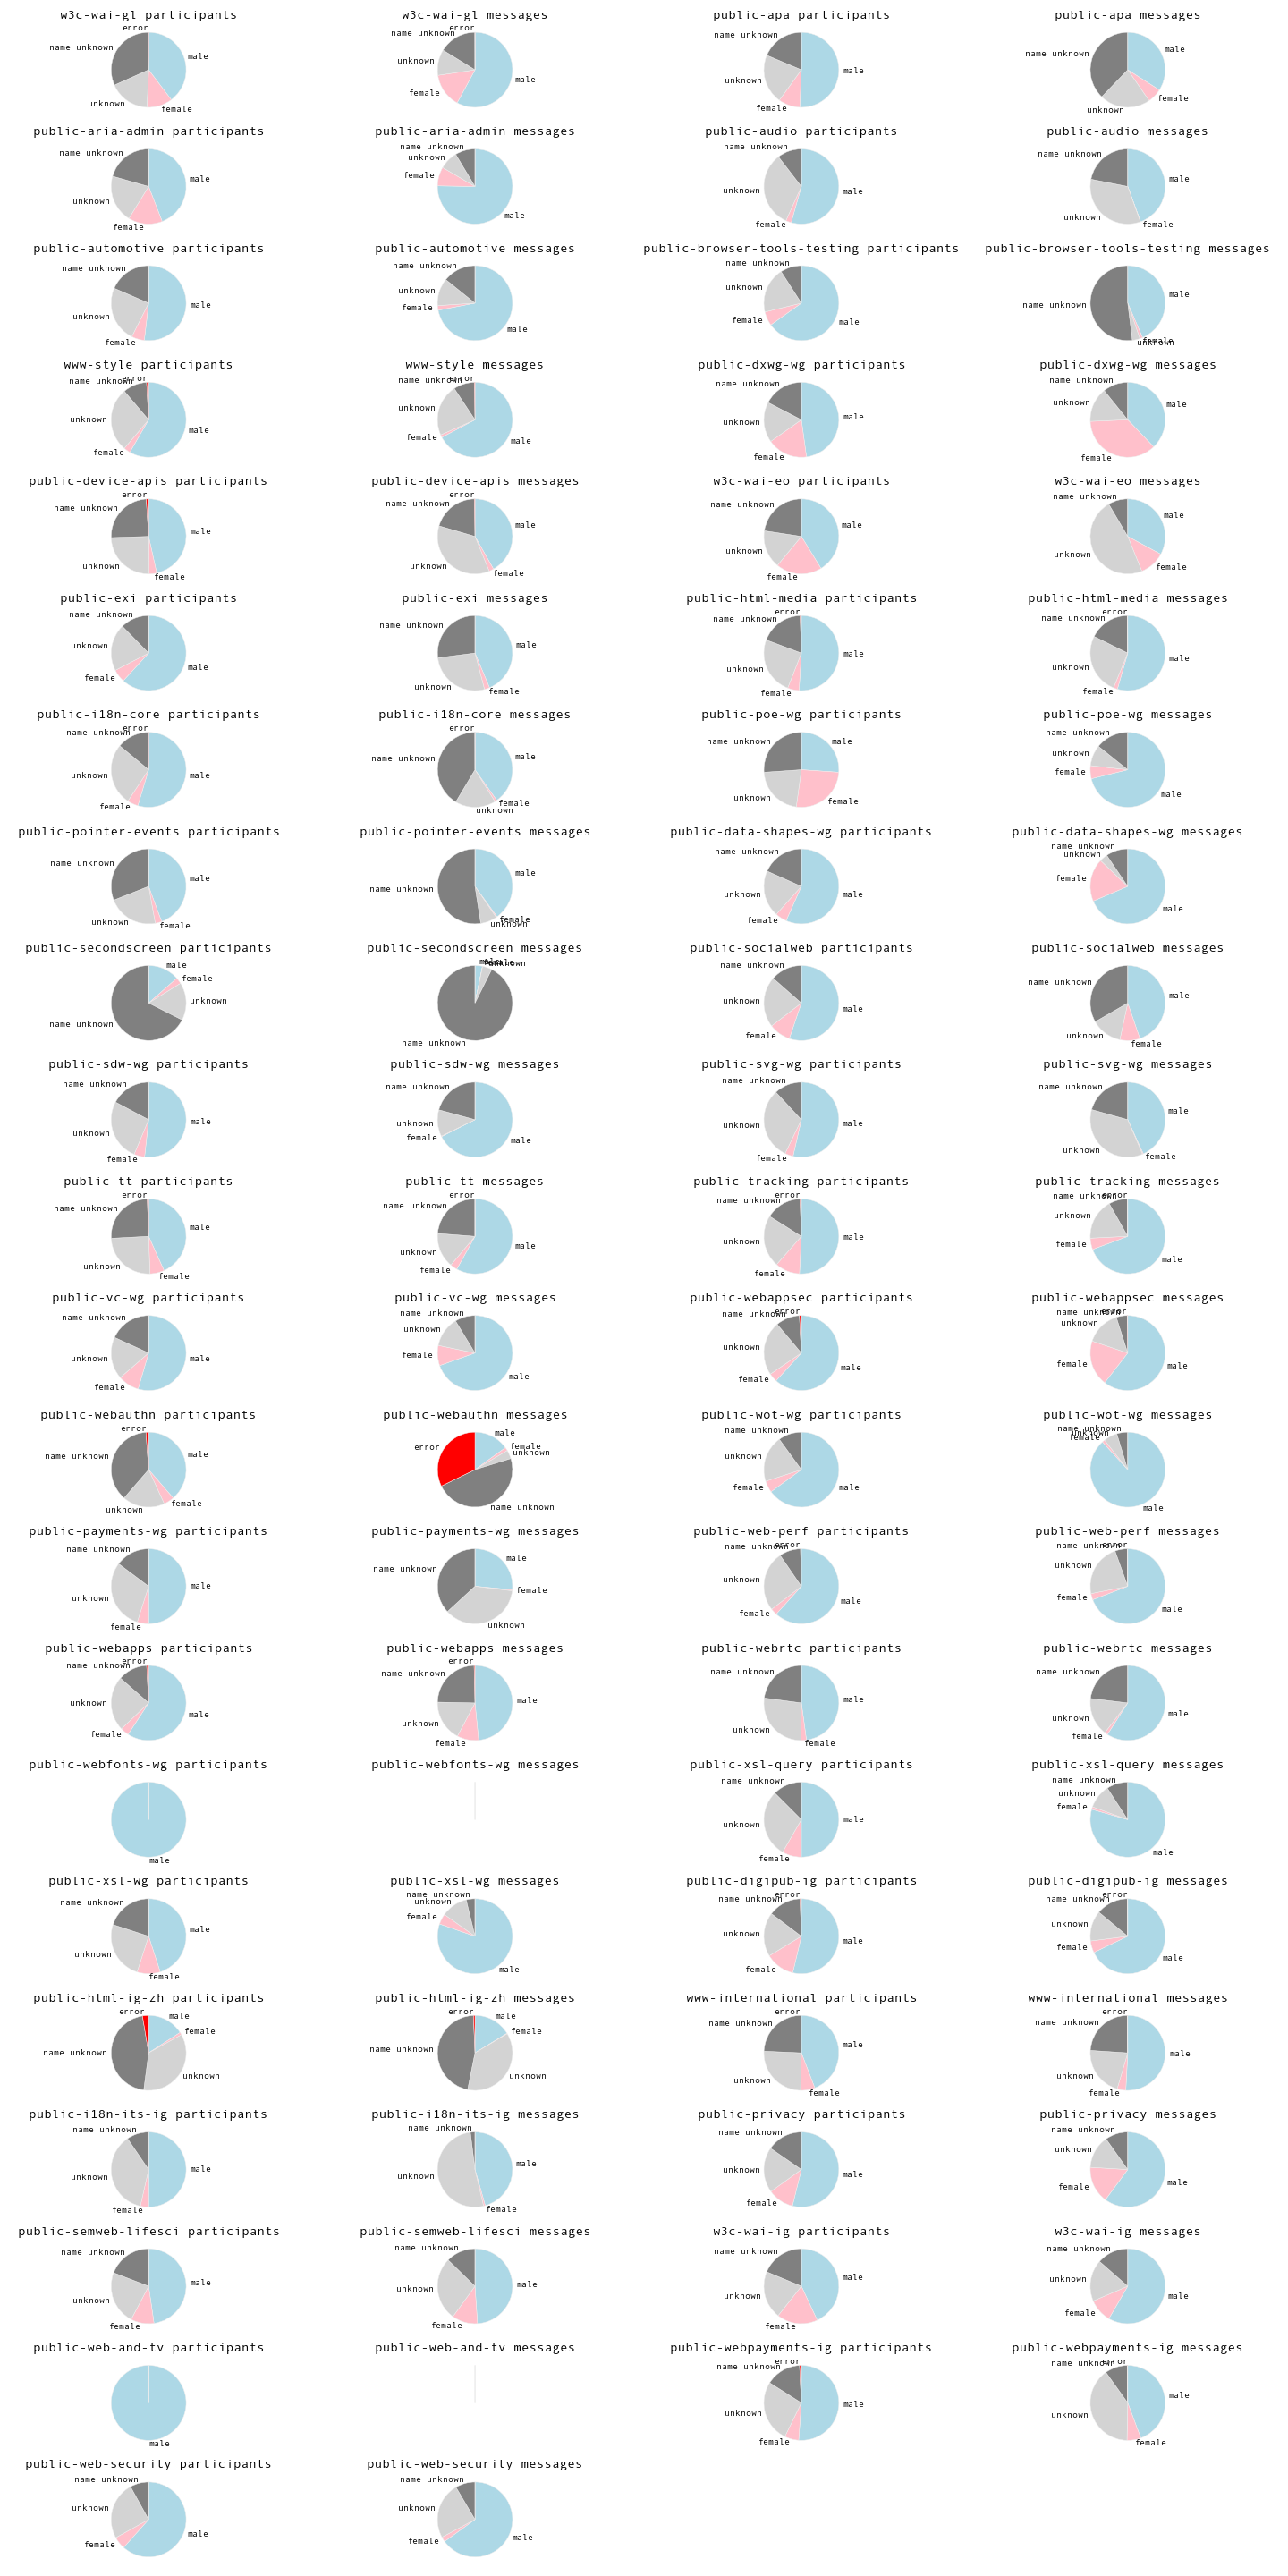 w3c-wai-gl participants w3c-wai-gl messages public-apa participants public-apa messages
error name unknown male unknown female
name unknown unknown male female
name unknown male unknown female
name unknown male female unknown
public-aria-admin participants public-aria-admin messages public-audio participants public-audio messages
name unknown male unknown female
name unknown unknown female male
name unknown unknown male female
name unknown male unknown female
public-automotive participants public-automotive messages public-browser-tools-testing participants public-browser-tools-testing messages
name unknown male unknown female
name unknown unknown female male
name unknown unknown female male
male name unknown female unknown
www-style participants www-style messages public-dxwg-wg participants public-dxwg-wg messages
error name unknown unknown male female
error name unknown unknown female male
name unknown male unknown female
name unknown unknown male female
public-device-apis participants public-device-apis messages w3c-wai-eo participants w3c-wai-eo messages
error name unknown male unknown female
error name unknown male unknown female
name unknown male unknown female
name unknown male unknown female
public-exi participants public-exi messages public-html-media participants public-html-media messages
name unknown unknown male female
name unknown male unknown female
error name unknown male unknown female
error name unknown male unknown female
public-i18n-core participants public-i18n-core messages public-poe-wg participants public-poe-wg messages
error name unknown unknown male female
error male name unknown female unknown
name unknown male unknown female
name unknown unknown female male
public-pointer-events participants public-pointer-events messages public-data-shapes-wg participants public-data-shapes-wg messages
name unknown male unknown female
male name unknown female unknown
name unknown male unknown female
name unknown unknown female male
public-secondscreen participants public-secondscreen messages public-socialweb participants public-socialweb messages
male female unknown name unknown
male unknown name unknown
name unknown unknown male female
name unknown male unknown female
public-sdw-wg participants public-sdw-wg messages public-svg-wg participants public-svg-wg messages
name unknown male unknown female
name unknown unknown female male
name unknown male unknown female
name unknown male unknown female
public-tt participants public-tt messages public-tracking participants public-tracking messages
error name unknown male unknown female
error name unknown male unknown female
error name unknown male unknown female
error name unknown unknown female male
public-vc-wg participants public-vc-wg messages public-webappsec participants public-webappsec messages
name unknown unknown male female
name unknown unknown female male
error name unknown unknown male female
error name unknown unknown female male
public-webauthn participants public-webauthn messages public-wot-wg participants public-wot-wg messages
error male name unknown female unknown
male error female unknown name unknown
name unknown unknown female male
name unknown unknown female male
public-payments-wg participants public-payments-wg messages public-web-perf participants public-web-perf messages
name unknown male unknown female
male name unknown female unknown
error name unknown unknown male female
error name unknown unknown female male
public-webapps participants public-webapps messages public-webrtc participants public-webrtc messages
error name unknown unknown male female
error name unknown male unknown female
name unknown male unknown female
name unknown male unknown female
public-webfonts-wg participants public-webfonts-wg messages public-xsl-query participants public-xsl-query messages
male
name unknown male unknown female
name unknown unknown female male
public-xsl-wg participants public-xsl-wg messages public-digipub-ig participants public-digipub-ig messages
name unknown male unknown female
name unknown unknown female male
error name unknown unknown male female
error name unknown unknown female male
public-html-ig-zh participants public-html-ig-zh messages www-international participants www-international messages
error male female name unknown unknown
error male female name unknown unknown
error name unknown male unknown female
error name unknown male unknown female
public-i18n-its-ig participants public-i18n-its-ig messages public-privacy participants public-privacy messages
name unknown male unknown female
name unknown male unknown female
name unknown male unknown female
name unknown unknown male female
public-semweb-lifesci participants public-semweb-lifesci messages w3c-wai-ig participants w3c-wai-ig messages
name unknown male unknown female
name unknown male unknown female
name unknown male unknown female
name unknown unknown male female
public-web-and-tv participants public-web-and-tv messages public-webpayments-ig participants public-webpayments-ig messages
male
error name unknown male unknown female
error name unknown male unknown female
public-web-security participants public-web-security messages
name unknown unknown male female
name unknown unknown male female